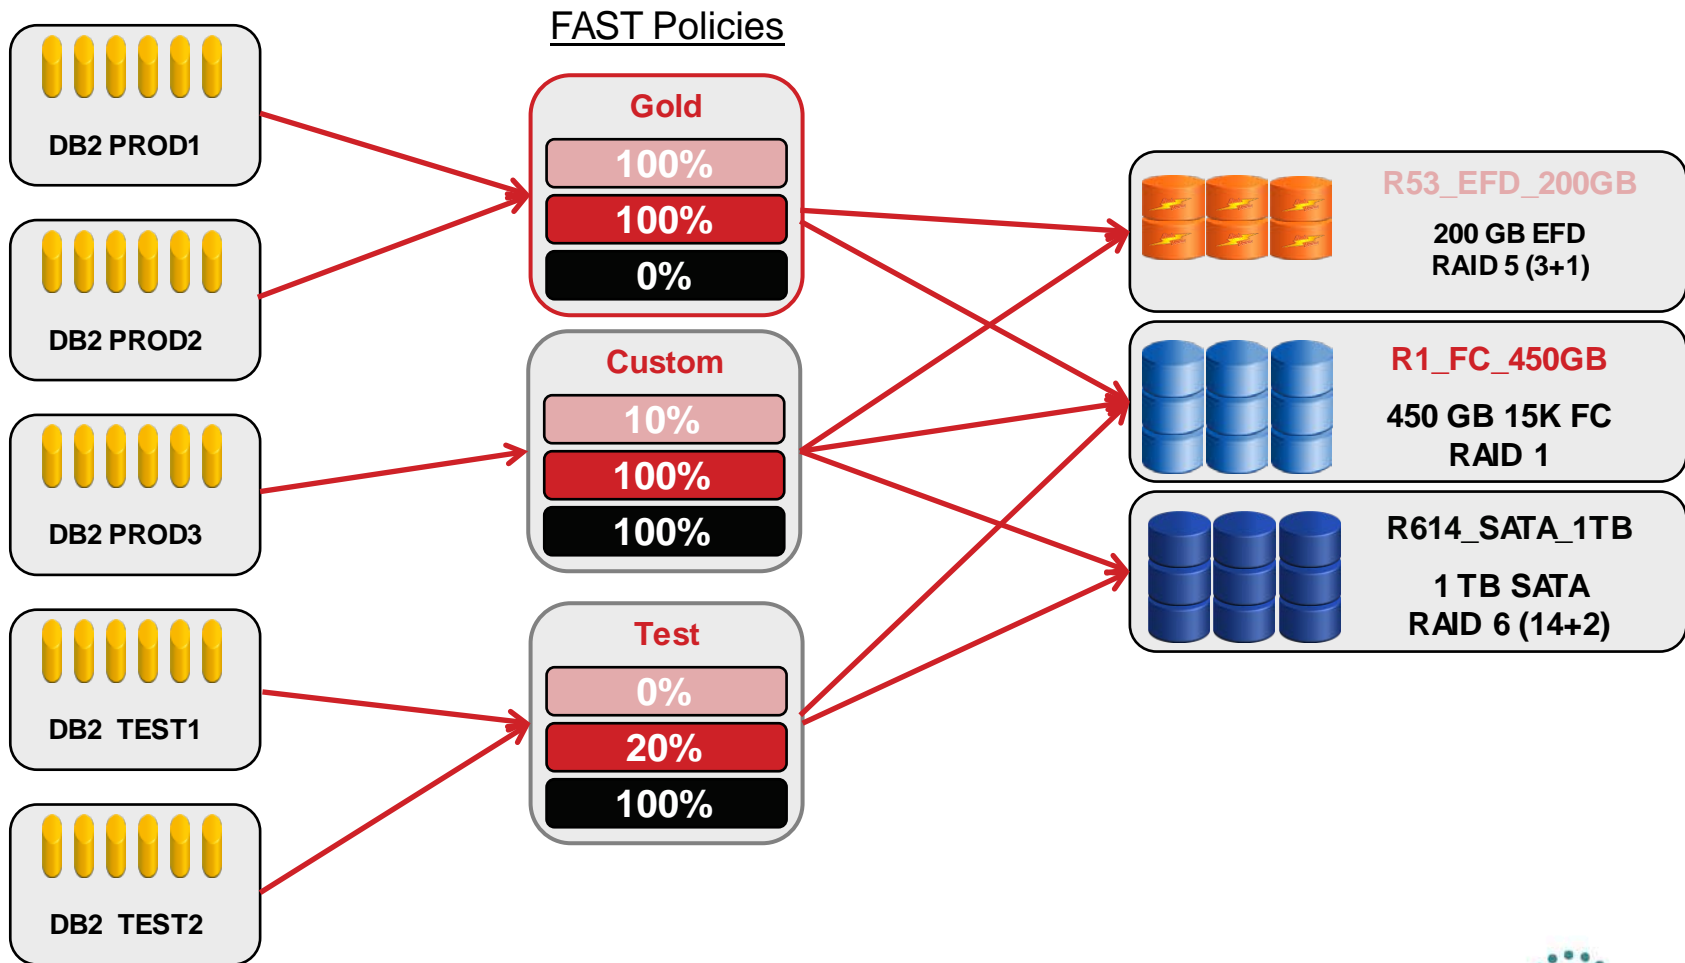 FAST Policies
DB2 PROD1
DB2 PROD2
DB2 PROD3
DB2 TEST1
DB2 TEST2
Gold
100%
100%
0%
Custom
10%
100%
100%
Test
0%
20%
100%
R53_EFD_200GB
200 GB EFD
RAID 5 (3+1)
R1_FC_450GB
450 GB 15K FC
RAID 1
R614_SATA_1TB
1 TB SATA
RAID 6 (14+2)